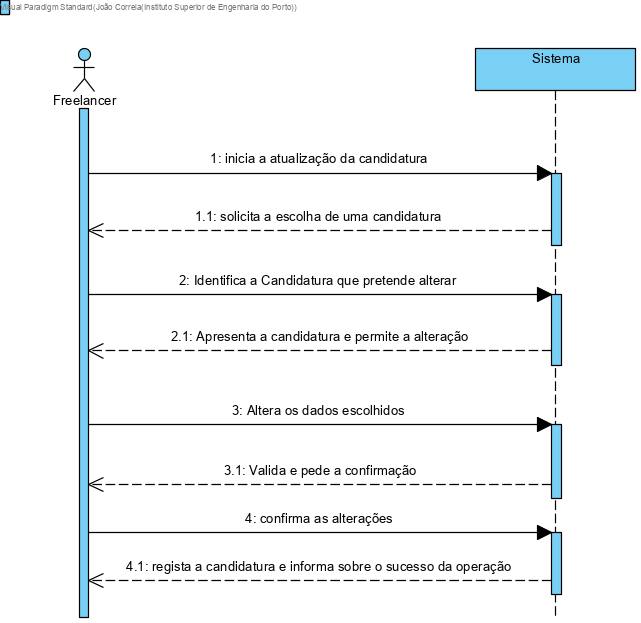 Visual Paradigm Standard(João Correia(Instituto Superior de Engenharia do Porto))
Sistema
Freelancer
1: inicia a atualização da candidatura
1.1: solicita a escolha de uma candidatura
2: Identifica a Candidatura que pretende alterar
2.1: Apresenta a candidatura e permite a alteração
3: Altera os dados escolhidos
3.1: Valida e pede a confirmação
4: confirma as alterações
4.1: regista a candidatura e informa sobre o sucesso da operação